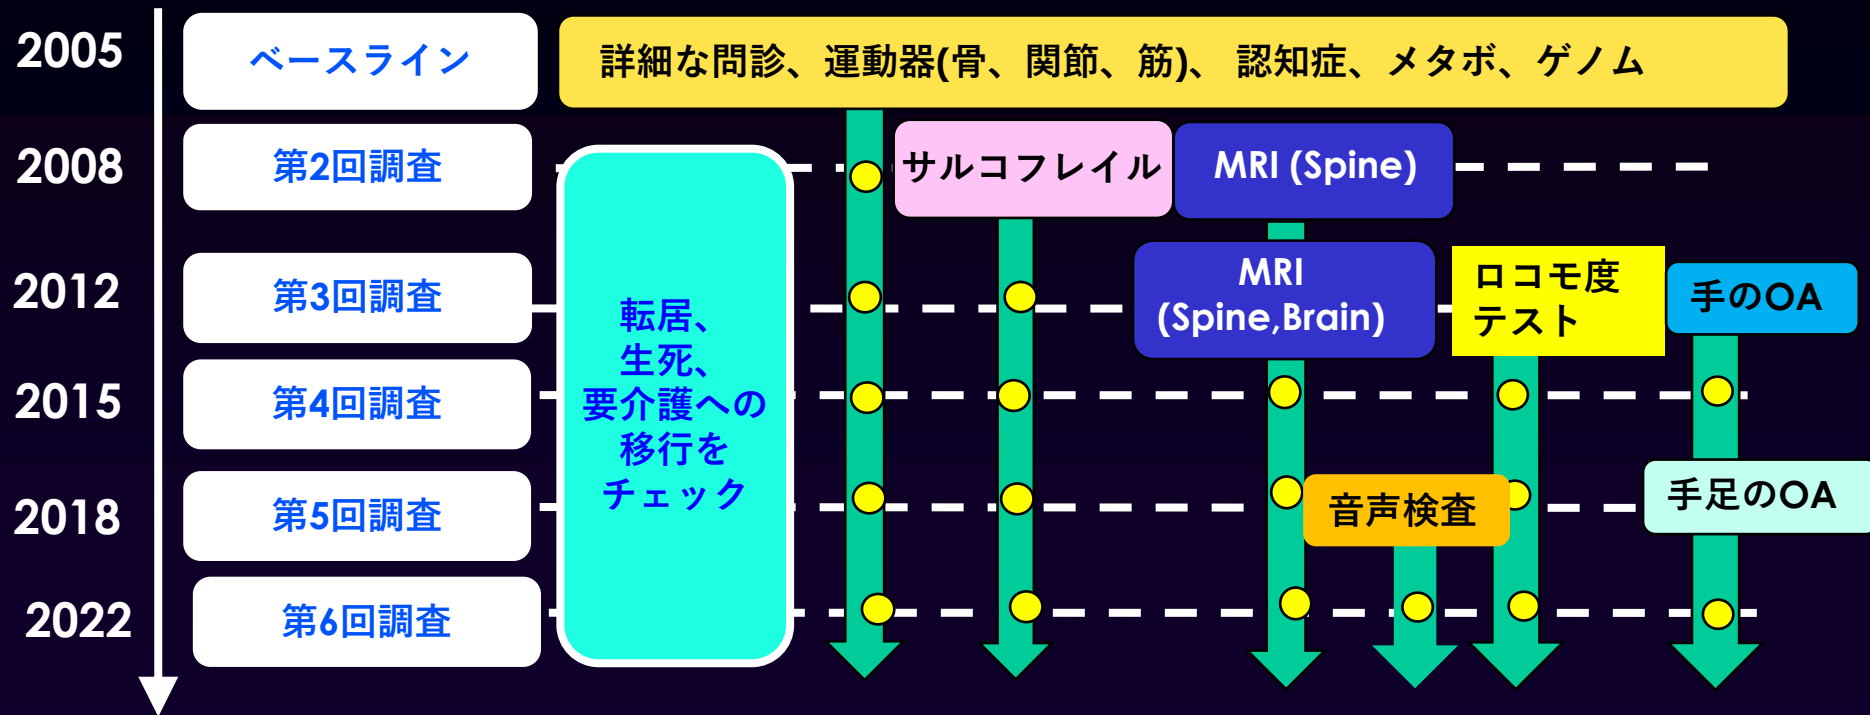 2005
ベースライン
詳細な問診、運動器(骨、関節、筋)、 認知症、メタボ、ゲノム
2008
第2回調査
サルコフレイル
MRI (Spine)
2012
第3回調査
MRI
(Spine,Brain)
ロコモ度
テスト
手のOA
転居、
生死、
要介護への
移行を
チェック
2015
第4回調査
2018
第5回調査
音声検査
手足のOA
2022
第6回調査